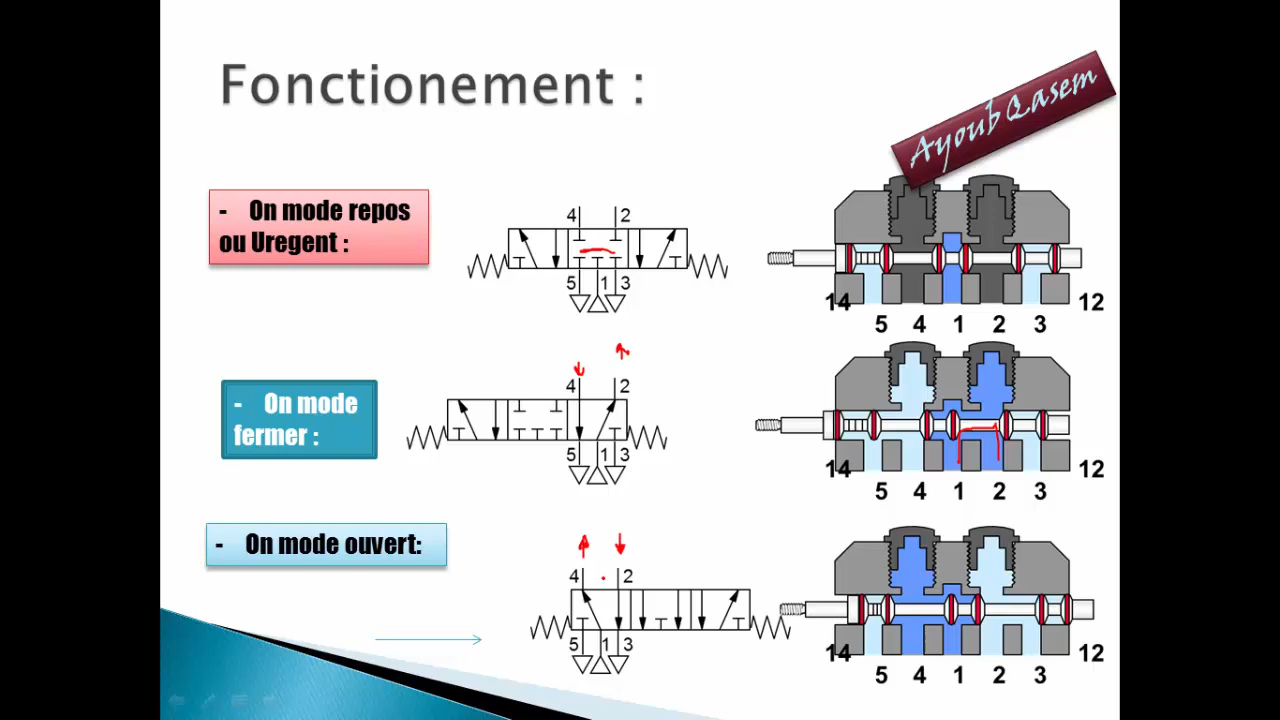 Fonctionement :
Ayoub Qasem
- On mode repos
ou Uregent :
4 2
5 1 3
14 12
5 4 1 2 3
- On mode
fermer :
4 2
5 1 3
14 12
5 4 1 2 3
- On mode ouvert:
4 2
5 1 3
14 12
5 4 1 2 3